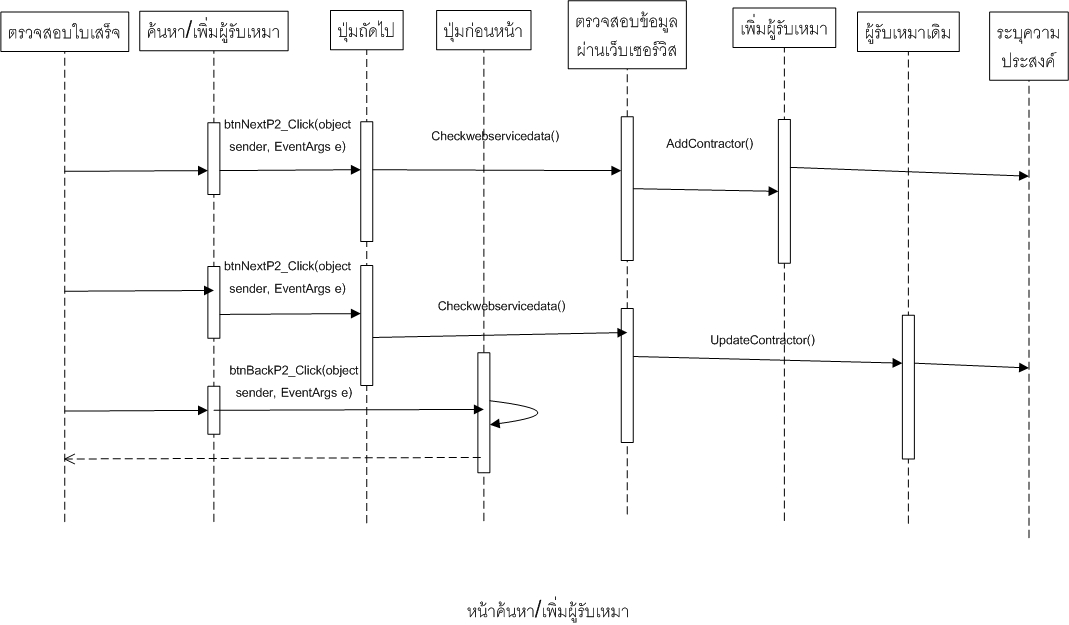 ตรวจสอบใบเสร็จ
ค้นหา/เพิ่มผู้รับเหมา
ปุ่มถัดไป
ปุ่มก่อนหน้า
ตรวจสอบข้อมูล
ผ่านเว็บเซอร์วิส
เพิ่มผู้รับเหมา
ผู้รับเหมาเดิม
ระบุความ
ประสงค์
btnNextP2_Click(object
sender, EventArgs e)
Checkwebservicedata()
AddContractor()
btnNextP2_Click(object
sender, EventArgs e)
Checkwebservicedata()
UpdateContractor()
btnBackP2_Click(object
sender, EventArgs e)
หน้าค้นหา/เพิ่มผู้รับเหมา